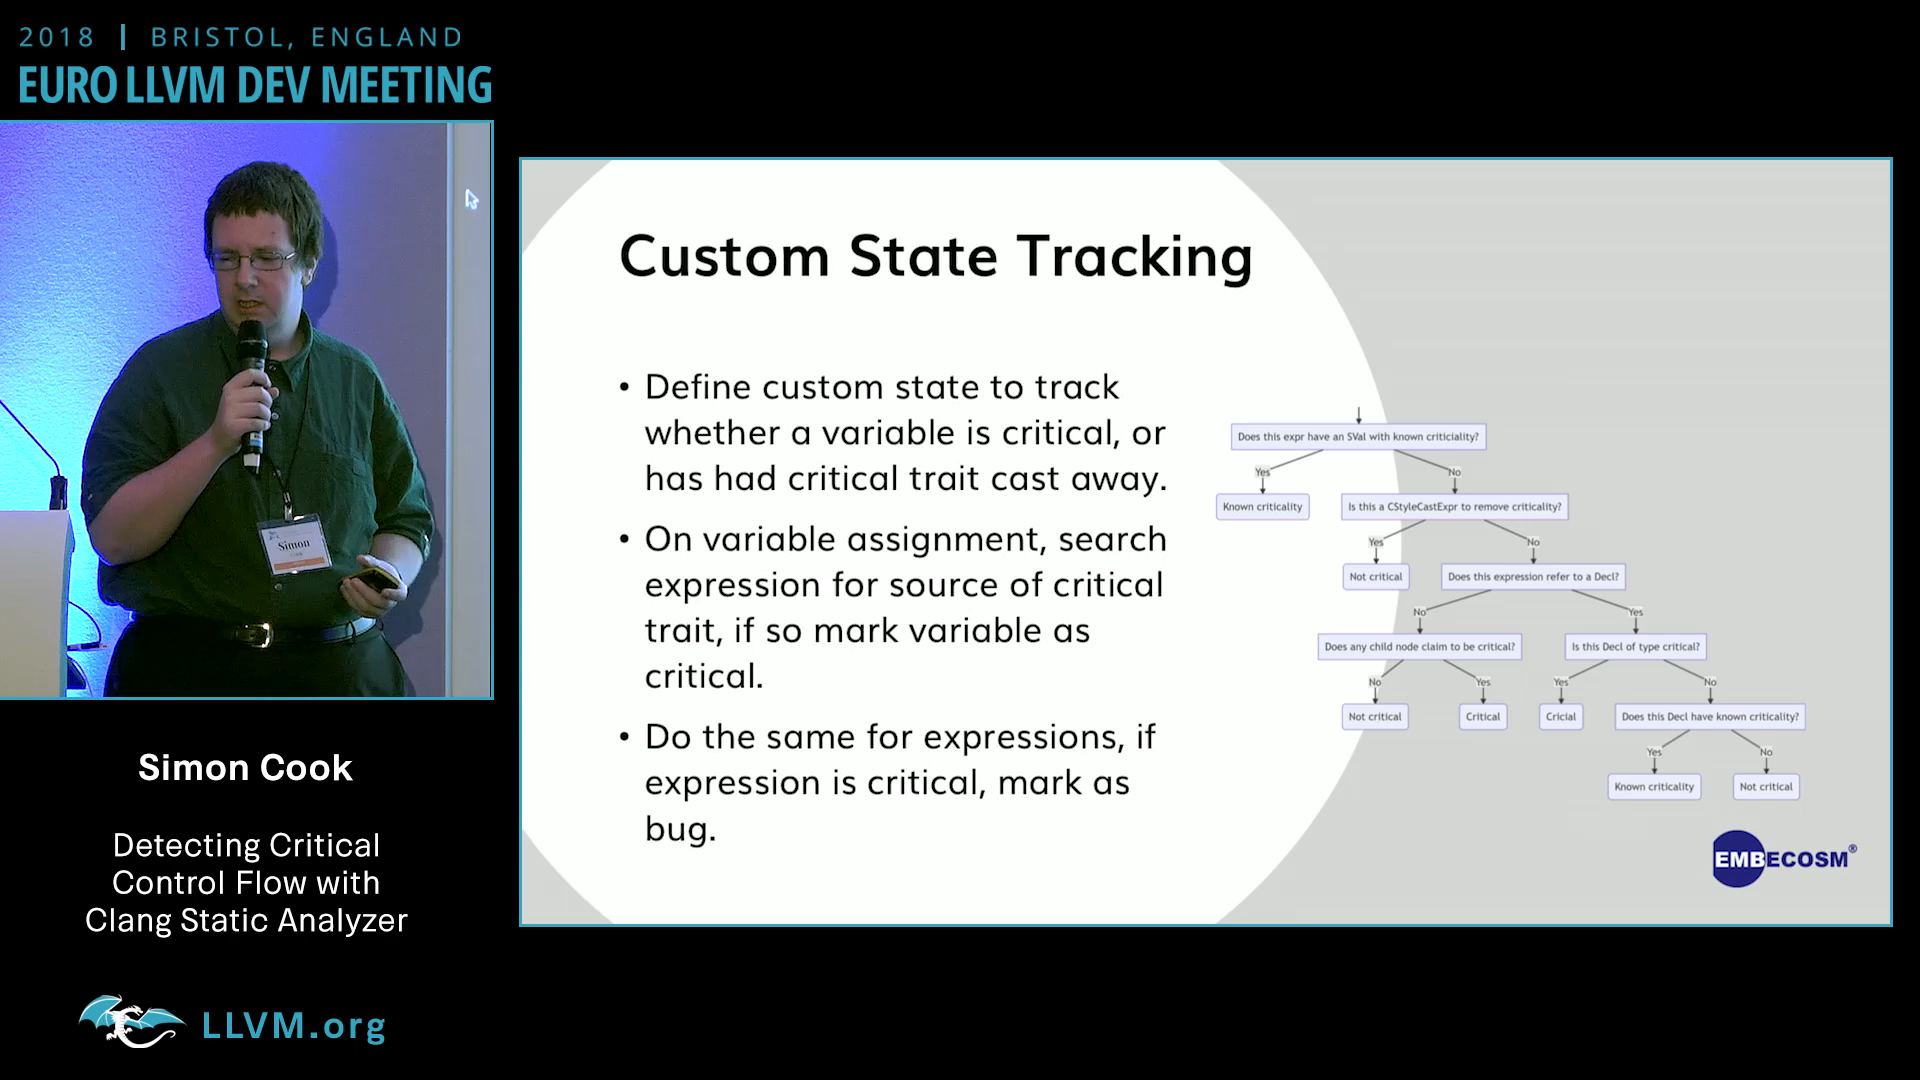 2018 | BRISTOL, ENGLAND
EURO LLVM DEV MEETING
Simon
Simon Cook
Detecting Critical
Control Flow with
Clang Static Analyzer
LLVM.org
Custom State Tracking
• Define custom state to track
whether a variable is critical, or
has had critical trait cast away.
• On variable assignment, search
expression for source of critical
trait, if so mark variable as
critical.
• Do the same for expressions, if
expression is critical, mark as
bug.
Does this expr have an SVal with known criticiality?
Yes No
Known criticality Is this a CStyleCastExpr to remove criticality?
Yes No
Not critical Does this expression refer to a Decl?
No Yes
Does any child node claim to be critical? Is this Decl of type critical?
No Yes Yes No
Not critical Critical Cricial Does this Decl have known criticality?
Yes No
Known criticality Not critical
EMBECOSM®